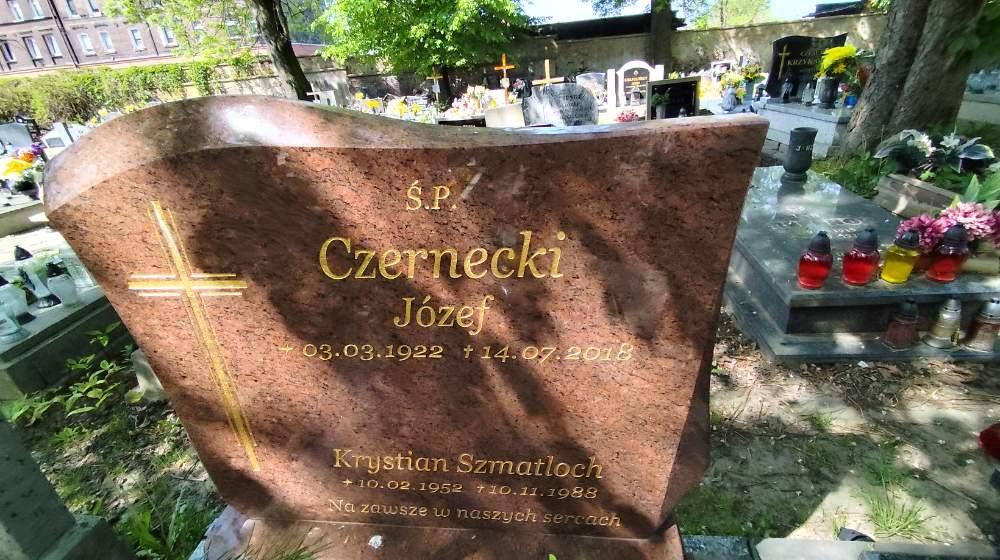 Ś.P.
Czernecki
Józef
+ 03.03.1922 + 14.07.2018
Krystian Szmatloch
+ 10.02.1952 + 10.11.1988
Na zawsze w naszych sercach